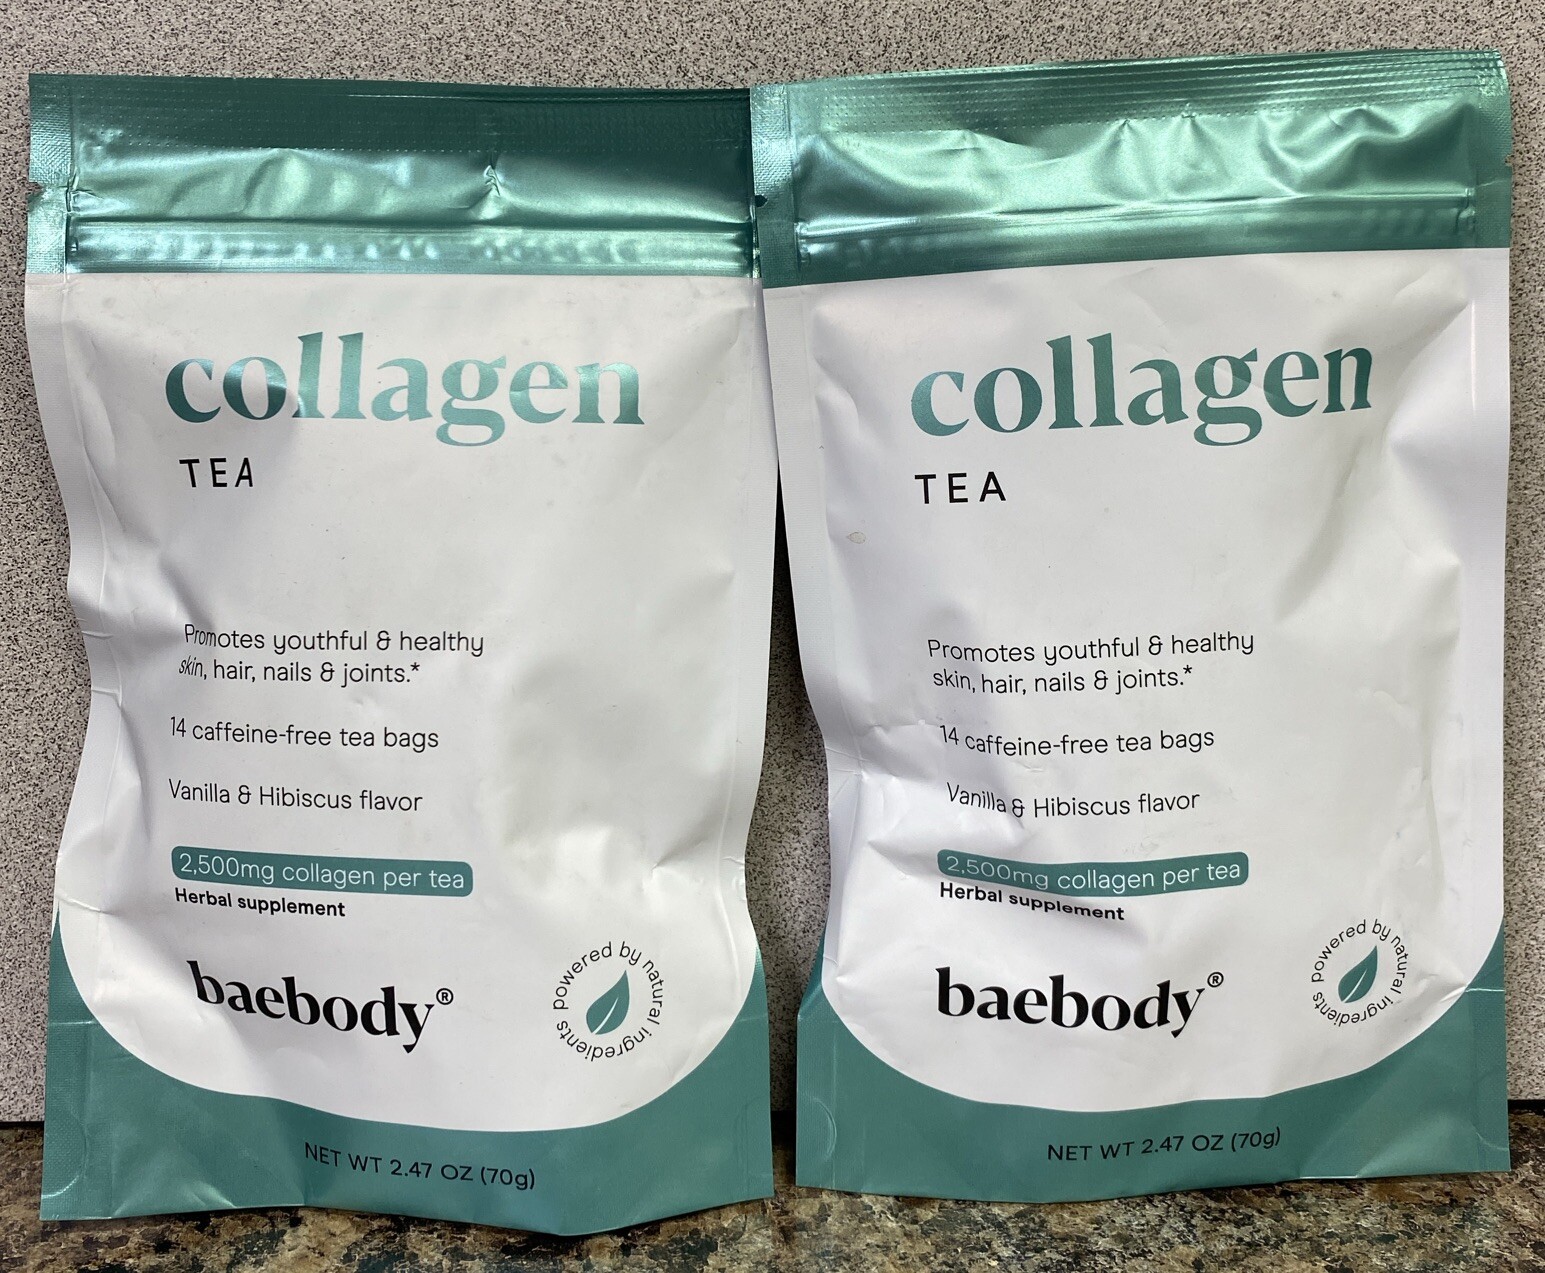 collagen
TEA
Promotes youthful & healthy
skin, hair, nails & joints.*
14 caffeine-free tea bags
Vanilla & Hibiscus flavor
2,500mg collagen per tea
Herbal supplement
baebody®
powered by natural ingredients
NET WT 2.47 OZ (70g)
collagen
TEA
Promotes youthful & healthy
skin, hair, nails & joints.*
14 caffeine-free tea bags
Vanilla & Hibiscus flavor
2,500mg collagen per tea
Herbal supplement
baebody®
powered by natural ingredients
NET WT 2.47 OZ (70g)